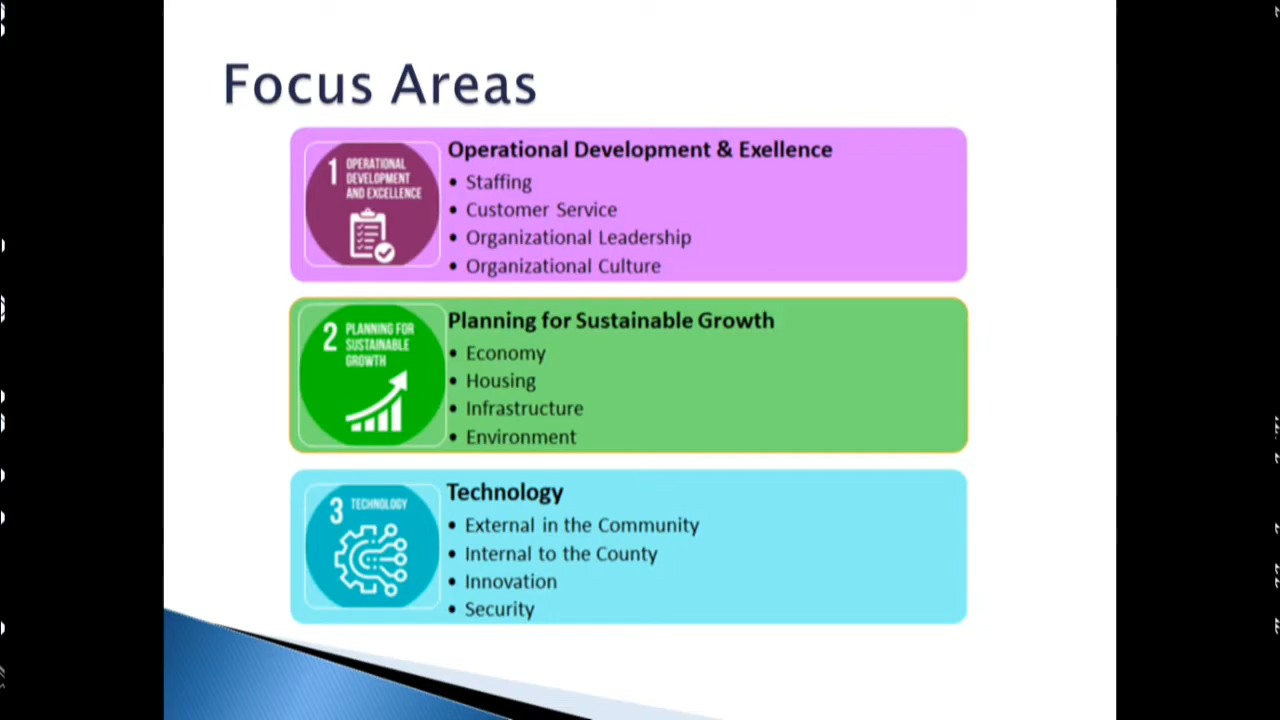 Focus Areas
1 OPERATIONAL
DEVELOPMENT
AND EXCELLENCE
Operational Development & Exellence
• Staffing
• Customer Service
• Organizational Leadership
• Organizational Culture
2 PLANNING FOR
SUSTAINABLE
GROWTH
Planning for Sustainable Growth
• Economy
• Housing
• Infrastructure
• Environment
3 TECHNOLOGY
Technology
• External in the Community
• Internal to the County
• Innovation
• Security